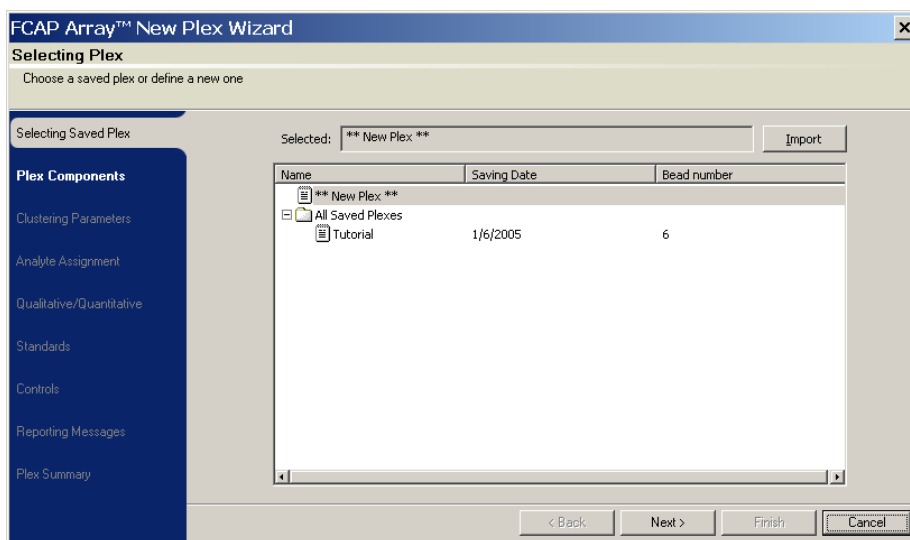 FCAP Array™ New Plex Wizard
Selecting Plex
Choose a saved plex or define a new one
Selecting Saved Plex
Plex Components
Clustering Parameters
Analyte Assignment
Qualitative/Quantitative
Standards
Controls
Reporting Messages
Plex Summary
Selected: ** New Plex ** Import
Name Saving Date Bead number
** New Plex **
All Saved Plexes
Tutorial 1/6/2005 6
< Back Next > Finish Cancel